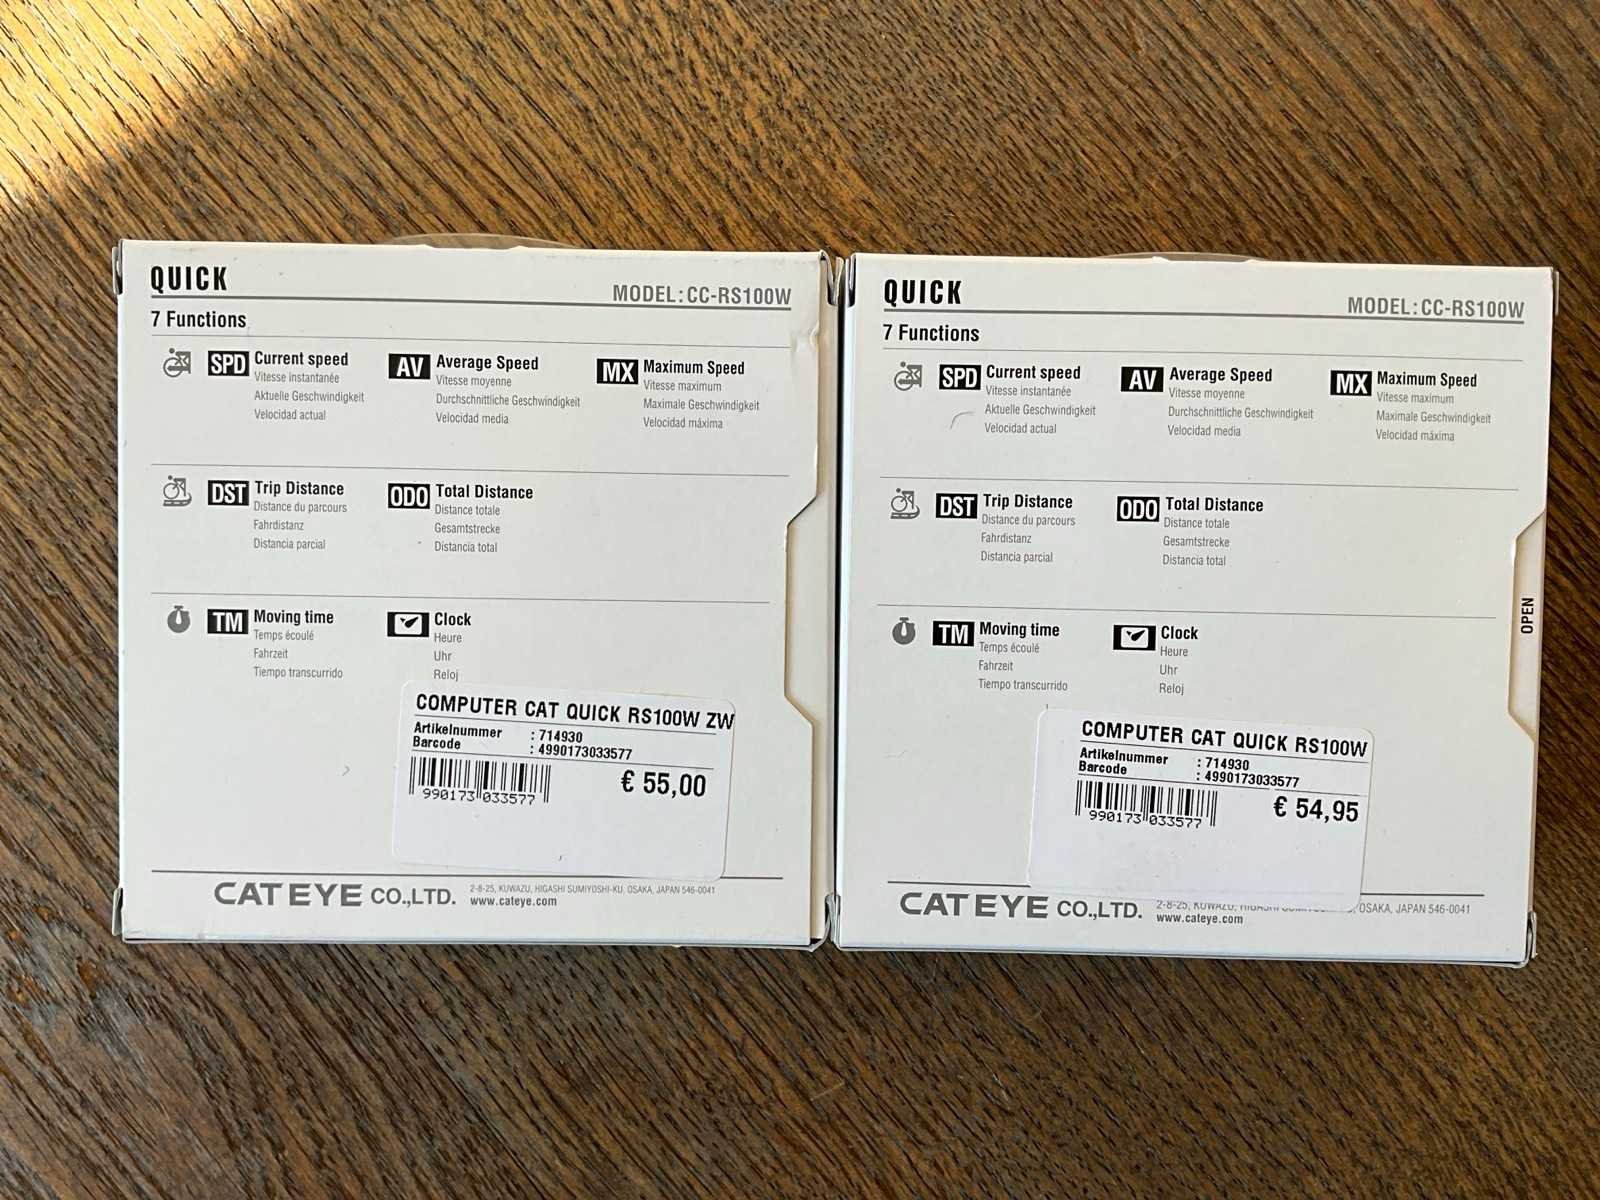 QUICK
MODEL:CC-RS100W
7 Functions
SPD Current speed
Vitesse instantanée
Aktuelle Geschwindigkeit
Velocidad actual
AV Average Speed
Vitesse moyenne
Durchschnittliche Geschwindigkeit
Velocidad media
MX Maximum Speed
Vitesse maximum
Maximale Geschwindigkeit
Velocidad máxima
DST Trip Distance
Distance du parcours
Fahrdistanz
Distancia parcial
ODO Total Distance
Distance totale
Gesamtstrecke
Distancia total
TM Moving time
Temps écoulé
Fahrzeit
Tiempo transcurrido
Clock
Heure
Uhr
Reloj
COMPUTER CAT QUICK RS100W ZW
Artikelnummer : 714930
Barcode : 4990173033577
€ 55,00
990173 033577
CATEYE CO.,LTD.
2-8-25, KUWAZU, HIGASHI SUMIYOSHI-KU, OSAKA, JAPAN 546-0041
www.cateye.com
QUICK
MODEL:CC-RS100W
7 Functions
SPD Current speed
Vitesse instantanée
Aktuelle Geschwindigkeit
Velocidad actual
AV Average Speed
Vitesse moyenne
Durchschnittliche Geschwindigkeit
Velocidad media
MX Maximum Speed
Vitesse maximum
Maximale Geschwindigkeit
Velocidad máxima
DST Trip Distance
Distance du parcours
Fahrdistanz
Distancia parcial
ODO Total Distance
Distance totale
Gesamtstrecke
Distancia total
TM Moving time
Temps écoulé
Fahrzeit
Tiempo transcurrido
Clock
Heure
Uhr
Reloj
OPEN
COMPUTER CAT QUICK RS100W
Artikelnummer : 714930
Barcode : 4990173033577
€ 54,95
990173 033577
CATEYE CO.,LTD.
2-8-25, KUWAZU, OSAKA, JAPAN 546-0041
www.cateye.com